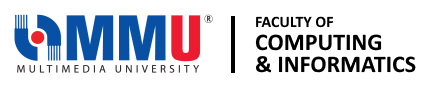 MMU®
MULTIMEDIA UNIVERSITY
FACULTY OF
COMPUTING
& INFORMATICS